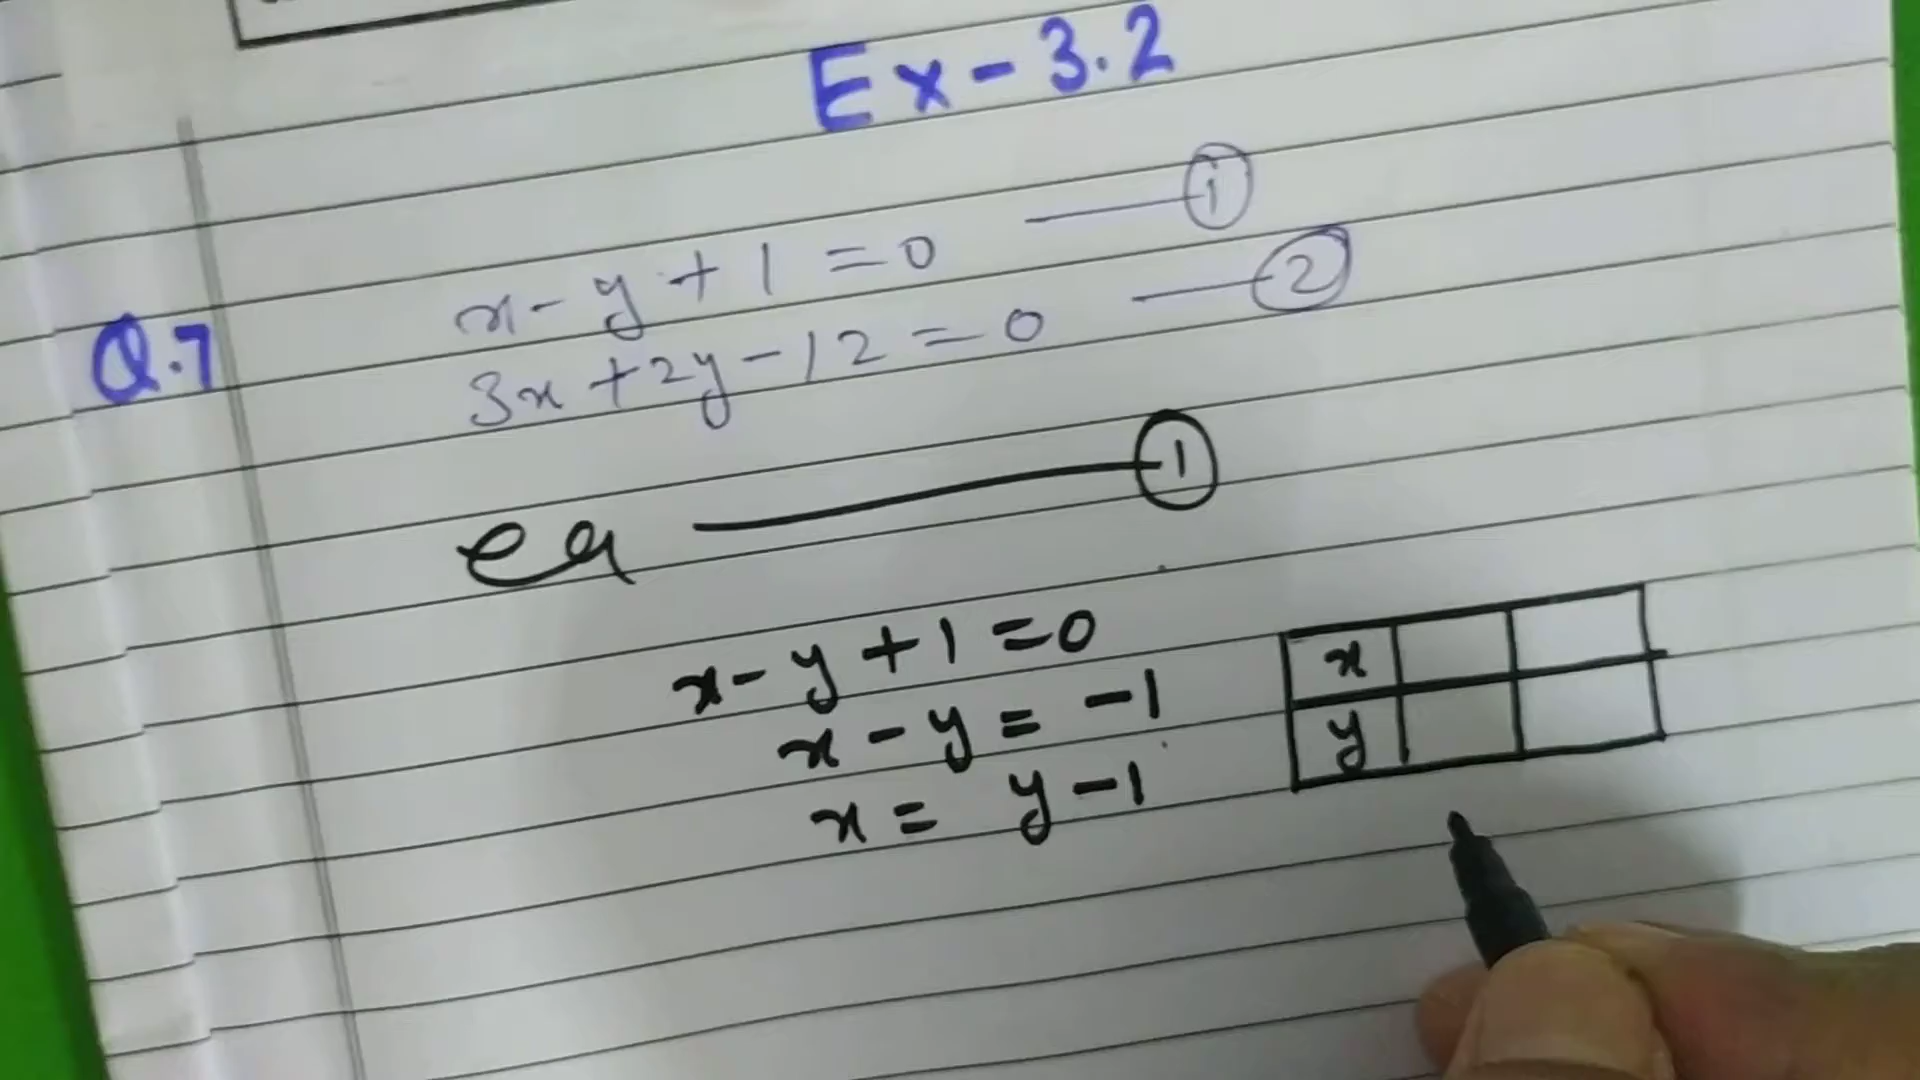 Ex-3.2
x-y+1=0 ①
Q.7
3x+2y-12=0 ②
eq ①
x-y+1=0
x-y=-1
x= y-1
x
y